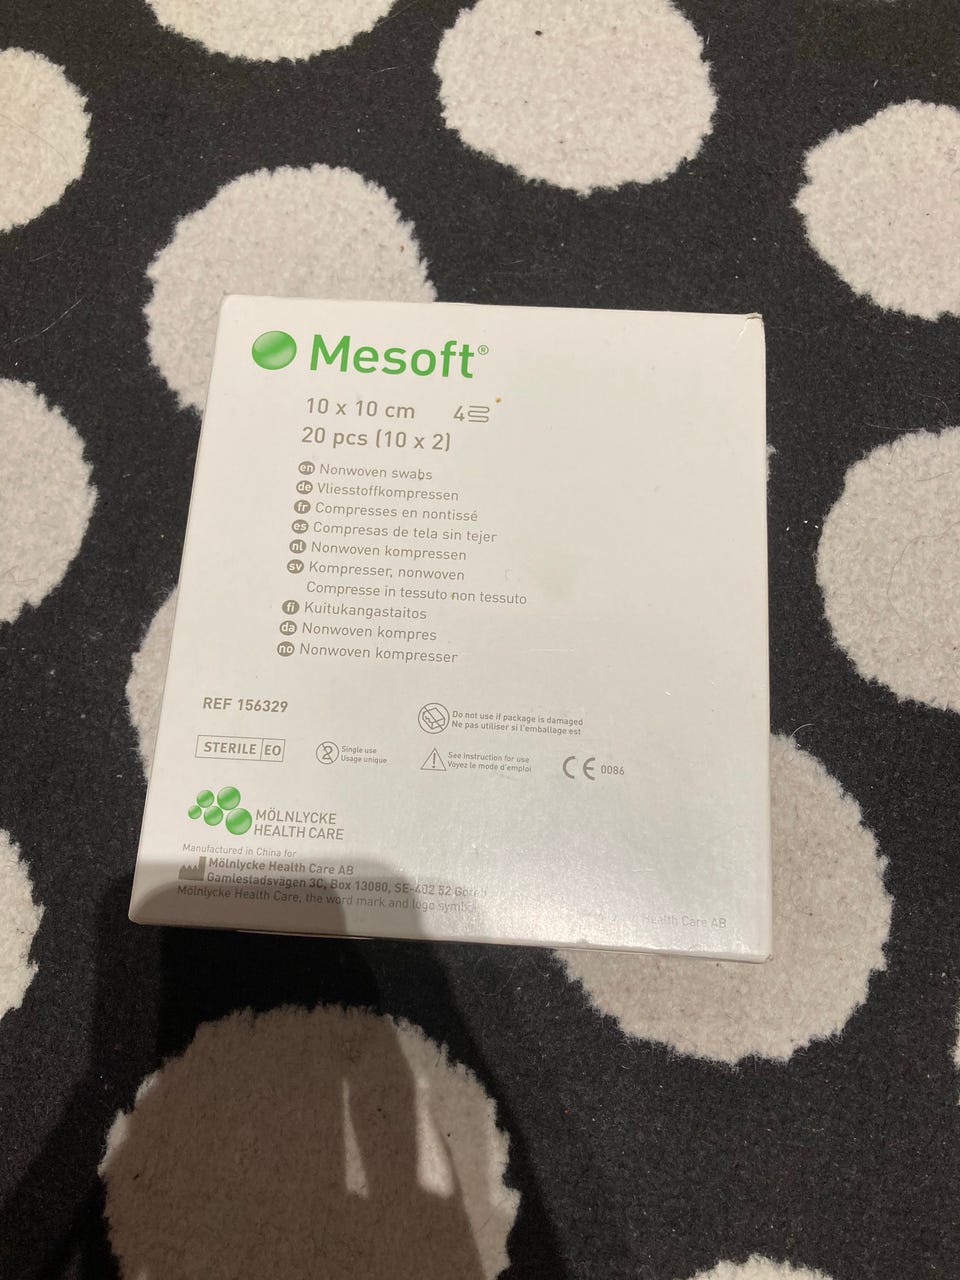 Mesoft®
10 x 10 cm 4
20 pcs (10 x 2)
en Nonwoven swabs
de Vliesstoffkompressen
fr Compresses en nontissé
es Compresas de tela sin tejer
nl Nonwoven kompressen
sv Kompresser, nonwoven
Compresse in tessuto non tessuto
fi Kuitukangastaitos
da Nonwoven kompres
no Nonwoven kompresser
REF 156329
Do not use if package is damaged
Ne pas utiliser si l'emballage est
STERILE EO
2 Single use
Usage unique
See instruction for use
Voyez le mode d'emploi
CE 0086
MÖLNLYCKE
HEALTH CARE
Manufactured in China for
Mölnlycke Health Care AB
Gamlestadsvägen 3C, Box 13080, SE-402 52
Mölnlycke Health Care, the word mark and logo Health Care AB